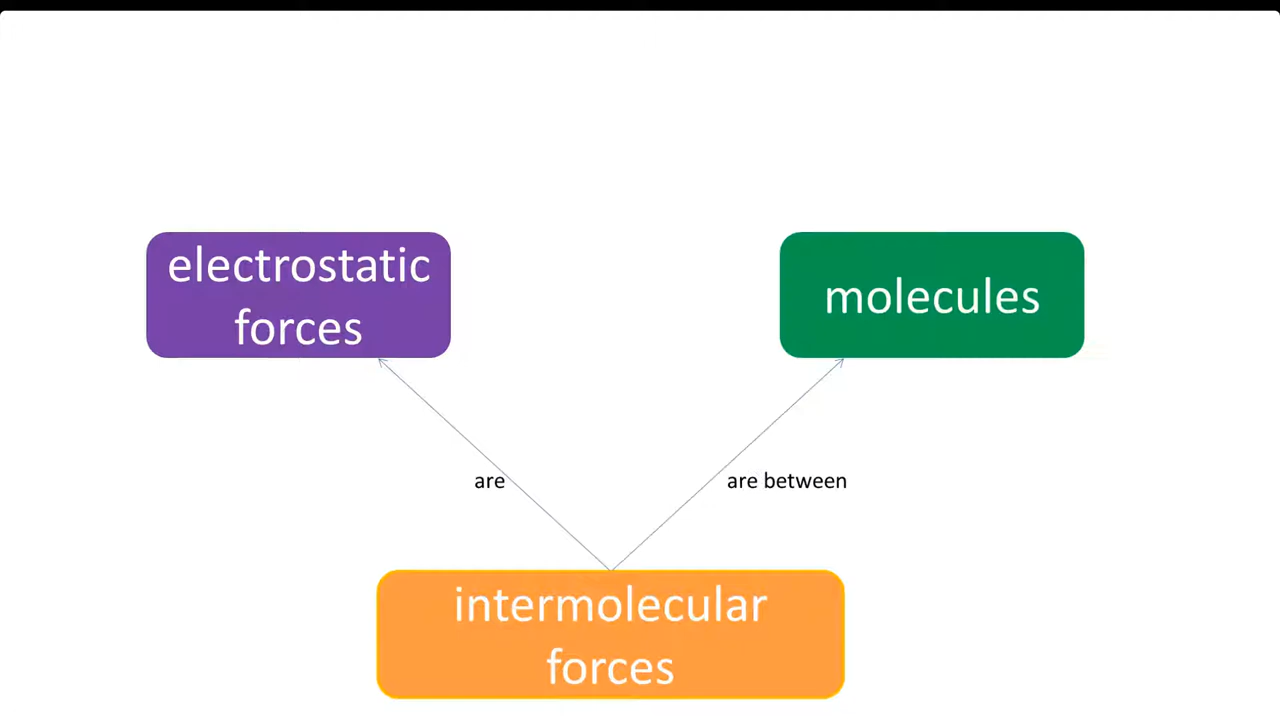 electrostatic
forces
molecules
are
are between
intermolecular
forces